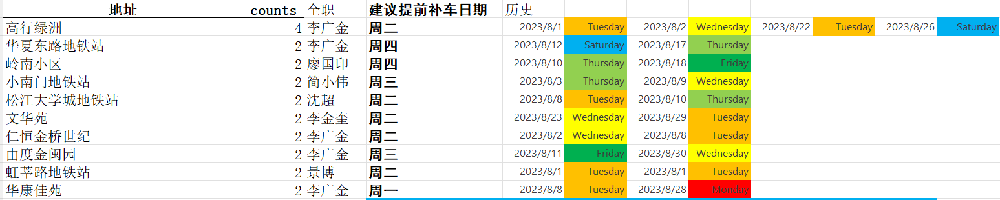 地址 counts 全职 建议提前补车日期 历史
高行绿洲 4 李广金 周二 2023/8/1 Tuesday 2023/8/2 Wednesday 2023/8/22 Tuesday 2023/8/26 Saturday
华夏东路地铁站 2 李广金 周四 2023/8/12 Saturday 2023/8/17 Thursday
岭南小区 2 廖国印 周四 2023/8/10 Thursday 2023/8/18 Friday
小南门地铁站 2 简小伟 周三 2023/8/3 Thursday 2023/8/9 Wednesday
松江大学城地铁站 2 沈超 周二 2023/8/8 Tuesday 2023/8/10 Thursday
文华苑 2 李金奎 周二 2023/8/23 Wednesday 2023/8/29 Tuesday
仁恒金桥世纪 2 李广金 周二 2023/8/2 Wednesday 2023/8/8 Tuesday
由度金闽园 2 李广金 周三 2023/8/11 Friday 2023/8/30 Wednesday
虹莘路地铁站 2 景博 周二 2023/8/1 Tuesday 2023/8/1 Tuesday
华康佳苑 2 李广金 周一 2023/8/8 Tuesday 2023/8/28 Monday